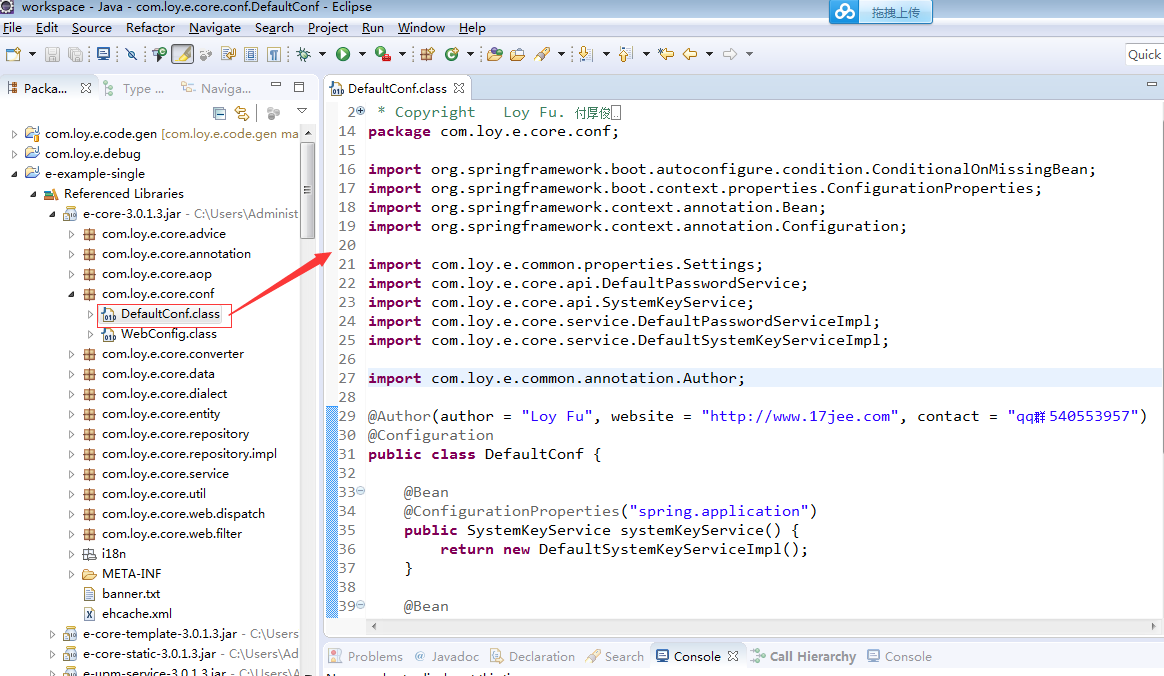 workspace - Java - com.loy.e.core.conf.DefaultConf - Eclipse
拖拽上传
File Edit Source Refactor Navigate Search Project Run Window Help
Quick
Packa... Type ... Naviga...
com.loy.e.code.gen [com.loy.e.code.gen ma
com.loy.e.debug
e-example-single
Referenced Libraries
e-core-3.0.1.3.jar - C:\Users\Administ
com.loy.e.core.advice
com.loy.e.core.annotation
com.loy.e.core.aop
com.loy.e.core.conf
DefaultConf.class
WebConfig.class
com.loy.e.core.converter
com.loy.e.core.data
com.loy.e.core.dialect
com.loy.e.core.entity
com.loy.e.core.repository
com.loy.e.core.repository.impl
com.loy.e.core.service
com.loy.e.core.util
com.loy.e.core.web.dispatch
com.loy.e.core.web.filter
i18n
META-INF
banner.txt
ehcache.xml
e-core-template-3.0.1.3.jar - C:\Users
e-core-static-3.0.1.3.jar - C:\Users\Ad
e-upm-service-3.0.1.3.jar - C:\Users\A
DefaultConf.class
2 * Copyright   Loy Fu. 付厚俊
14 package com.loy.e.core.conf;
15
16 import org.springframework.boot.autoconfigure.condition.ConditionalOnMissingBean;
17 import org.springframework.boot.context.properties.ConfigurationProperties;
18 import org.springframework.context.annotation.Bean;
19 import org.springframework.context.annotation.Configuration;
20
21 import com.loy.e.common.properties.Settings;
22 import com.loy.e.core.api.DefaultPasswordService;
23 import com.loy.e.core.api.SystemKeyService;
24 import com.loy.e.core.service.DefaultPasswordServiceImpl;
25 import com.loy.e.core.service.DefaultSystemKeyServiceImpl;
26
27 import com.loy.e.common.annotation.Author;
28
29 @Author(author = "Loy Fu", website = "http://www.17jee.com", contact = "qq群540553957")
30 @Configuration
31 public class DefaultConf {
32
33     @Bean
34     @ConfigurationProperties("spring.application")
35     public SystemKeyService systemKeyService() {
36         return new DefaultSystemKeyServiceImpl();
37     }
38
39     @Bean
Problems Javadoc Declaration Search Console Call Hierarchy Console